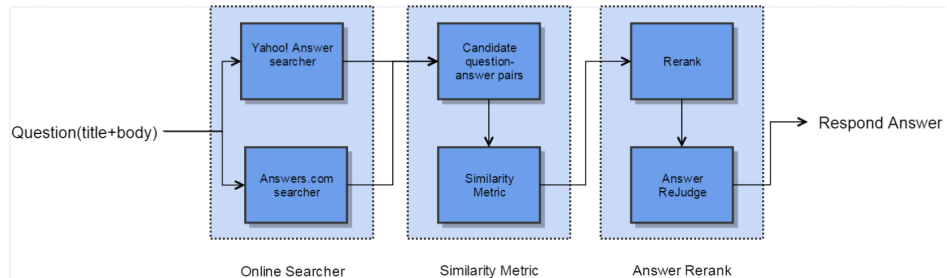 Question(title+body)
Yahoo! Answer
searcher
Answers.com
searcher
Online Searcher
Candidate
question-
answer pairs
Similarity
Metric
Similarity Metric
Rerank
Answer
ReJudge
Answer Rerank
Respond Answer